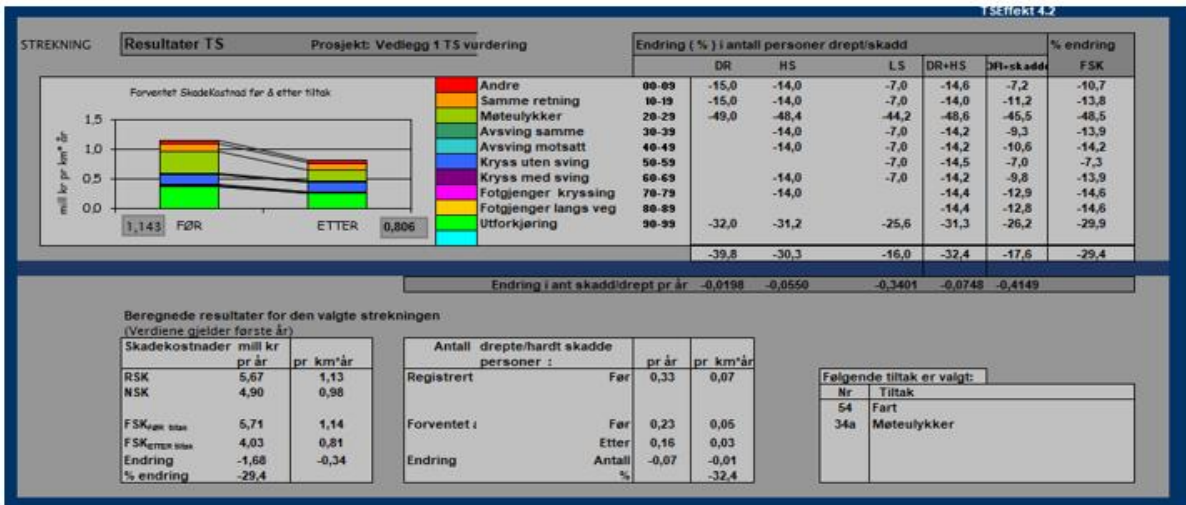 TSEffekt 4.2
STREKNING Resultater TS Prosjekt: Vedlegg 1 TS vurdering Endring ( % ) i antall personer drept/skadd % endring
DR HS LS DR+HS DR+skadde FSK
Forventet SkadeKostnad før & etter tiltak
mill kr pr km* år
1,5
1,0
0,5
0,0
1,143 FØR ETTER 0,806
Andre 00-09 -15,0 -14,0 -7,0 -14,6 -7,2 -10,7
Samme retning 10-19 -15,0 -14,0 -7,0 -14,0 -11,2 -13,8
Møteulykker 20-29 -49,0 -48,4 -44,2 -48,6 -45,5 -48,5
Avsving samme 30-39 -14,0 -7,0 -14,2 -9,3 -13,9
Avsving motsatt 40-49 -14,0 -7,0 -14,2 -10,6 -14,2
Kryss uten sving 50-59 -7,0 -14,5 -7,0 -7,3
Kryss med sving 60-69 -14,0 -7,0 -14,2 -9,8 -13,9
Fotgjenger kryssing 70-79 -14,0 -14,4 -12,9 -14,6
Fotgjenger langs veg 80-89 -14,4 -12,8 -14,6
Utforkjøring 90-99 -32,0 -31,2 -25,6 -31,3 -26,2 -29,9
-39,8 -30,3 -16,0 -32,4 -17,6 -29,4
Endring i ant skadd/drept pr år -0,0198 -0,0550 -0,3401 -0,0748 -0,4149
Beregnede resultater for den valgte strekningen
(Verdiene gjelder første år)
Skadekostnader mill kr
pr år pr km*år
RSK 5,67 1,13
NSK 4,90 0,98
FSK FØR tiltak 5,71 1,14
FSK ETTER tiltak 4,03 0,81
Endring -1,68 -0,34
% endring -29,4
Antall drepte/hardt skadde
personer : pr år pr km*år
Registrert Før 0,33 0,07
Forventet Før 0,23 0,05
Etter 0,16 0,03
Endring Antall -0,07 -0,01
% -32,4
Følgende tiltak er valgt:
Nr Tiltak
54 Fart
34a Møteulykker